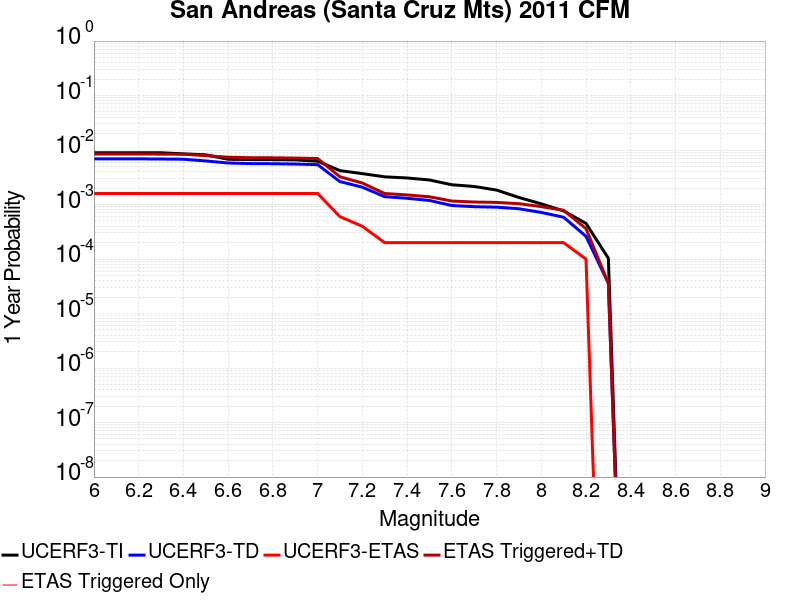 San Andreas (Santa Cruz Mts) 2011 CFM
10^0
10^-1
10^-2
10^-3
10^-4
10^-5
10^-6
10^-7
10^-8
1 Year Probability
6 6.2 6.4 6.6 6.8 7 7.2 7.4 7.6 7.8 8 8.2 8.4 8.6 8.8 9
Magnitude
UCERF3-TI UCERF3-TD UCERF3-ETAS ETAS Triggered+TD
ETAS Triggered Only